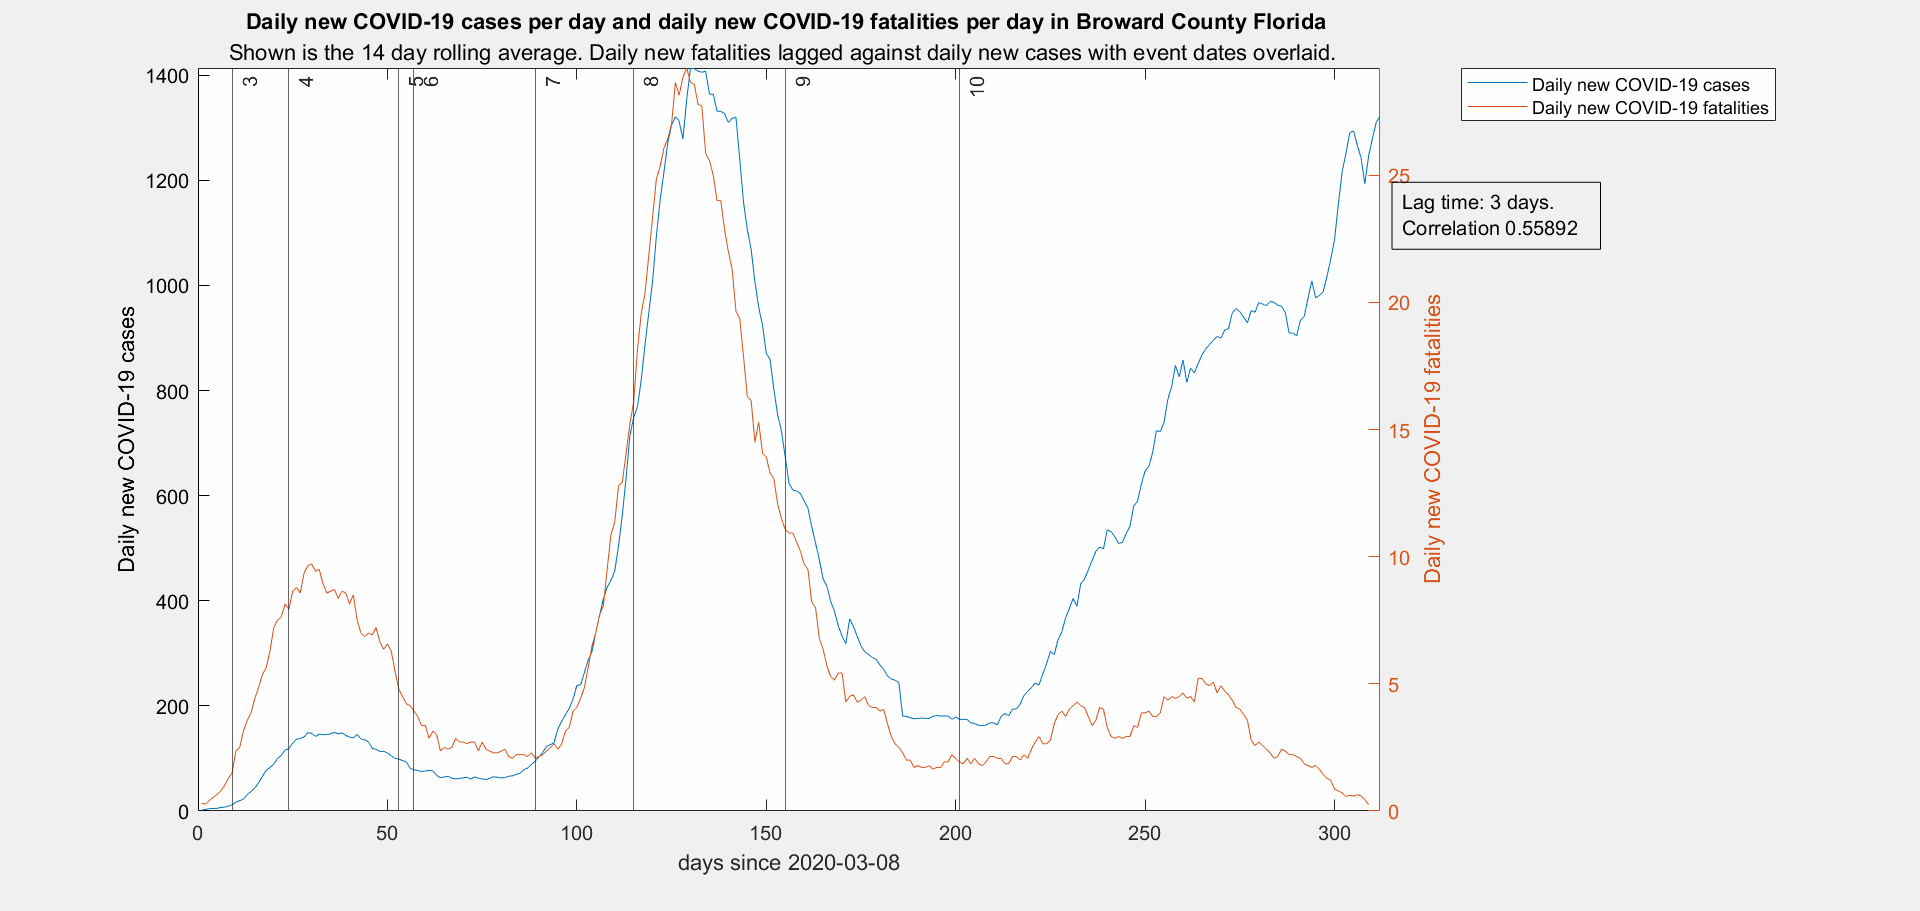 Daily new COVID-19 cases per day and daily new COVID-19 fatalities per day in Broward County Florida
Shown is the 14 day rolling average. Daily new fatalities lagged against daily new cases with event dates overlaid.
3
4
5
6
7
8
9
10
Daily new COVID-19 cases
Daily new COVID-19 fatalities
Lag time: 3 days.
Correlation 0.55892
Daily new COVID-19 cases
1400
1200
1000
800
600
400
200
0
25
20
15
10
5
0
Daily new COVID-19 fatalities
0 50 100 150 200 250 300
days since 2020-03-08